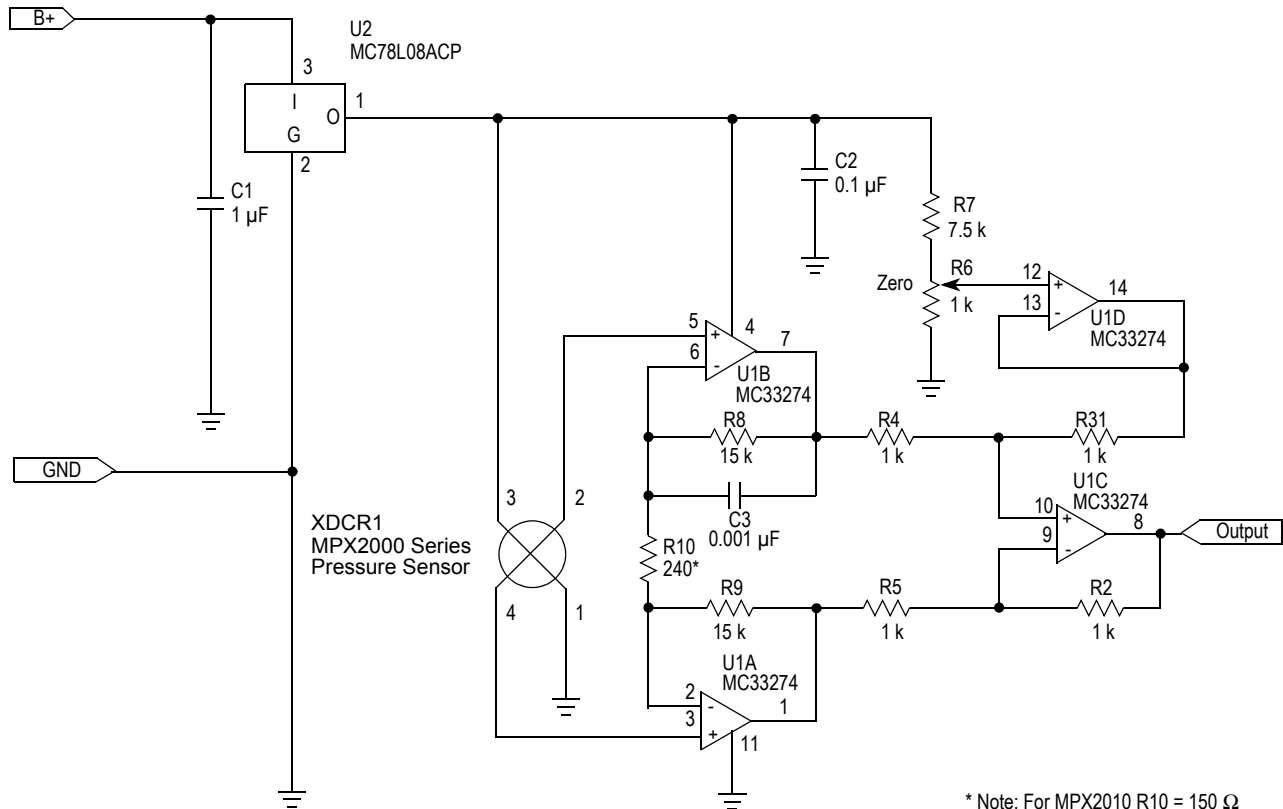 B+
U2
MC78L08ACP
3
I
O
1
G
2
C1
1 µF
C2
0.1 µF
R7
7.5 k
Zero
R6
1 k
12
+
13
-
14
U1D
MC33274
5
+
4
6
-
7
U1B
MC33274
R8
15 k
R4
1 k
R31
1 k
GND
C3
0.001 µF
U1C
MC33274
10
+
9
-
8
Output
3
2
XDCR1
MPX2000 Series
Pressure Sensor
4
1
R10
240*
R9
15 k
R5
1 k
R2
1 k
U1A
MC33274
2
-
3
+
1
11
* Note: For MPX2010 R10 = 150 Ω